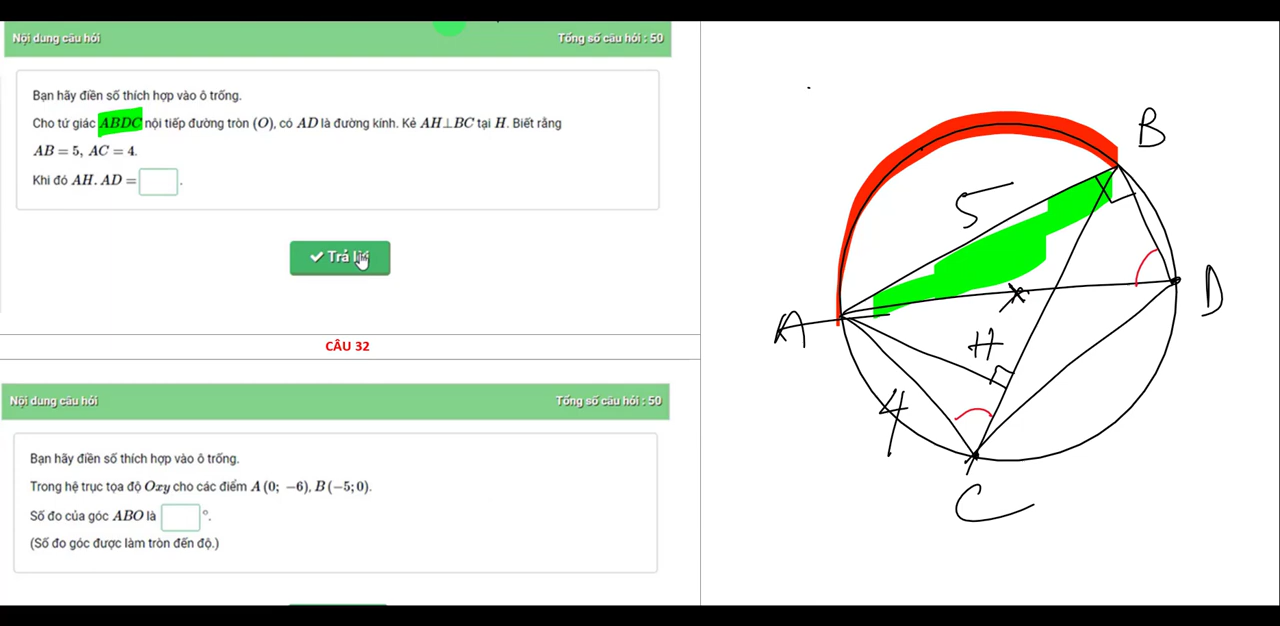 Nội dung câu hỏi
Tổng số câu hỏi : 50
Bạn hãy điền số thích hợp vào ô trống.
Cho tứ giác ABDC nội tiếp đường tròn (O), có AD là đường kính. Kẻ AH⊥BC tại H. Biết rằng
AB = 5, AC = 4.
Khi đó AH. AD = .
Trả lời
CÂU 32
Nội dung câu hỏi
Tổng số câu hỏi : 50
Bạn hãy điền số thích hợp vào ô trống.
Trong hệ trục tọa độ Oxy cho các điểm A (0; −6), B (−5; 0).
Số đo của góc ABO là °.
(Số đo góc được làm tròn đến độ.)
B
5
D
A
H
4
C